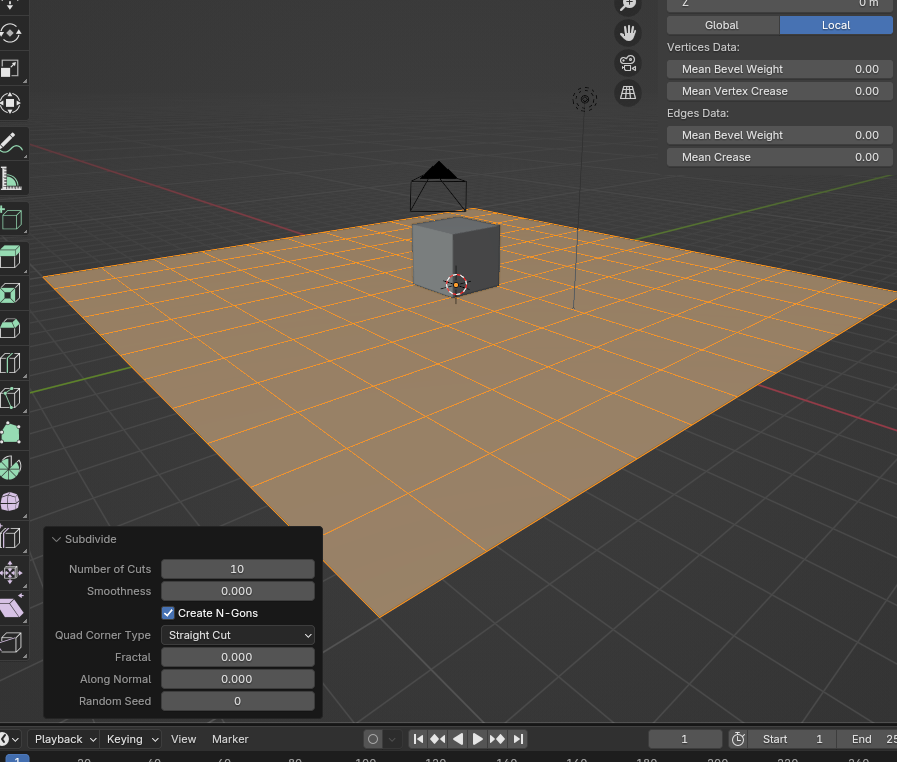 Z 0 m
Global Local
Vertices Data:
Mean Bevel Weight 0.00
Mean Vertex Crease 0.00
Edges Data:
Mean Bevel Weight 0.00
Mean Crease 0.00
Subdivide
Number of Cuts 10
Smoothness 0.000
Create N-Gons
Quad Corner Type Straight Cut
Fractal 0.000
Along Normal 0.000
Random Seed 0
Playback Keying View Marker 1 Start 1 End 25
1